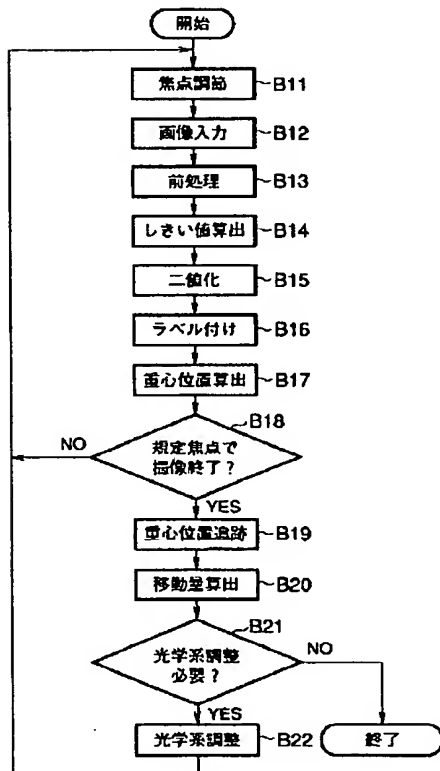 開始
焦点調節 B11
画像入力 B12
前処理 B13
しきい値算出 B14
二値化 B15
ラベル付け B16
重心位置算出 B17
B18
規定焦点で
撮像終了？
NO
YES
重心位置追跡 B19
移動量算出 B20
B21
光学系調整
必要？
NO
YES
光学系調整 B22
終了